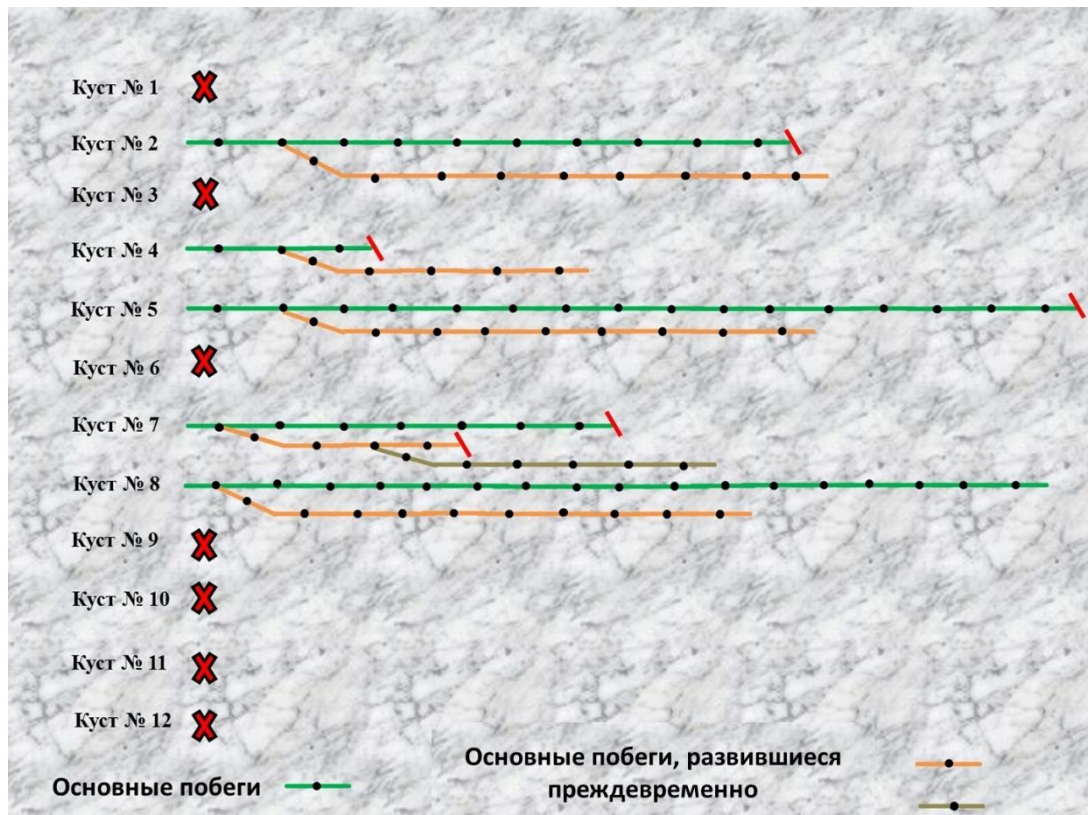 Куст № 1
Куст № 2
Куст № 3
Куст № 4
Куст № 5
Куст № 6
Куст № 7
Куст № 8
Куст № 9
Куст № 10
Куст № 11
Куст № 12
Основные побеги
Основные побеги, развившиеся
преждевременно